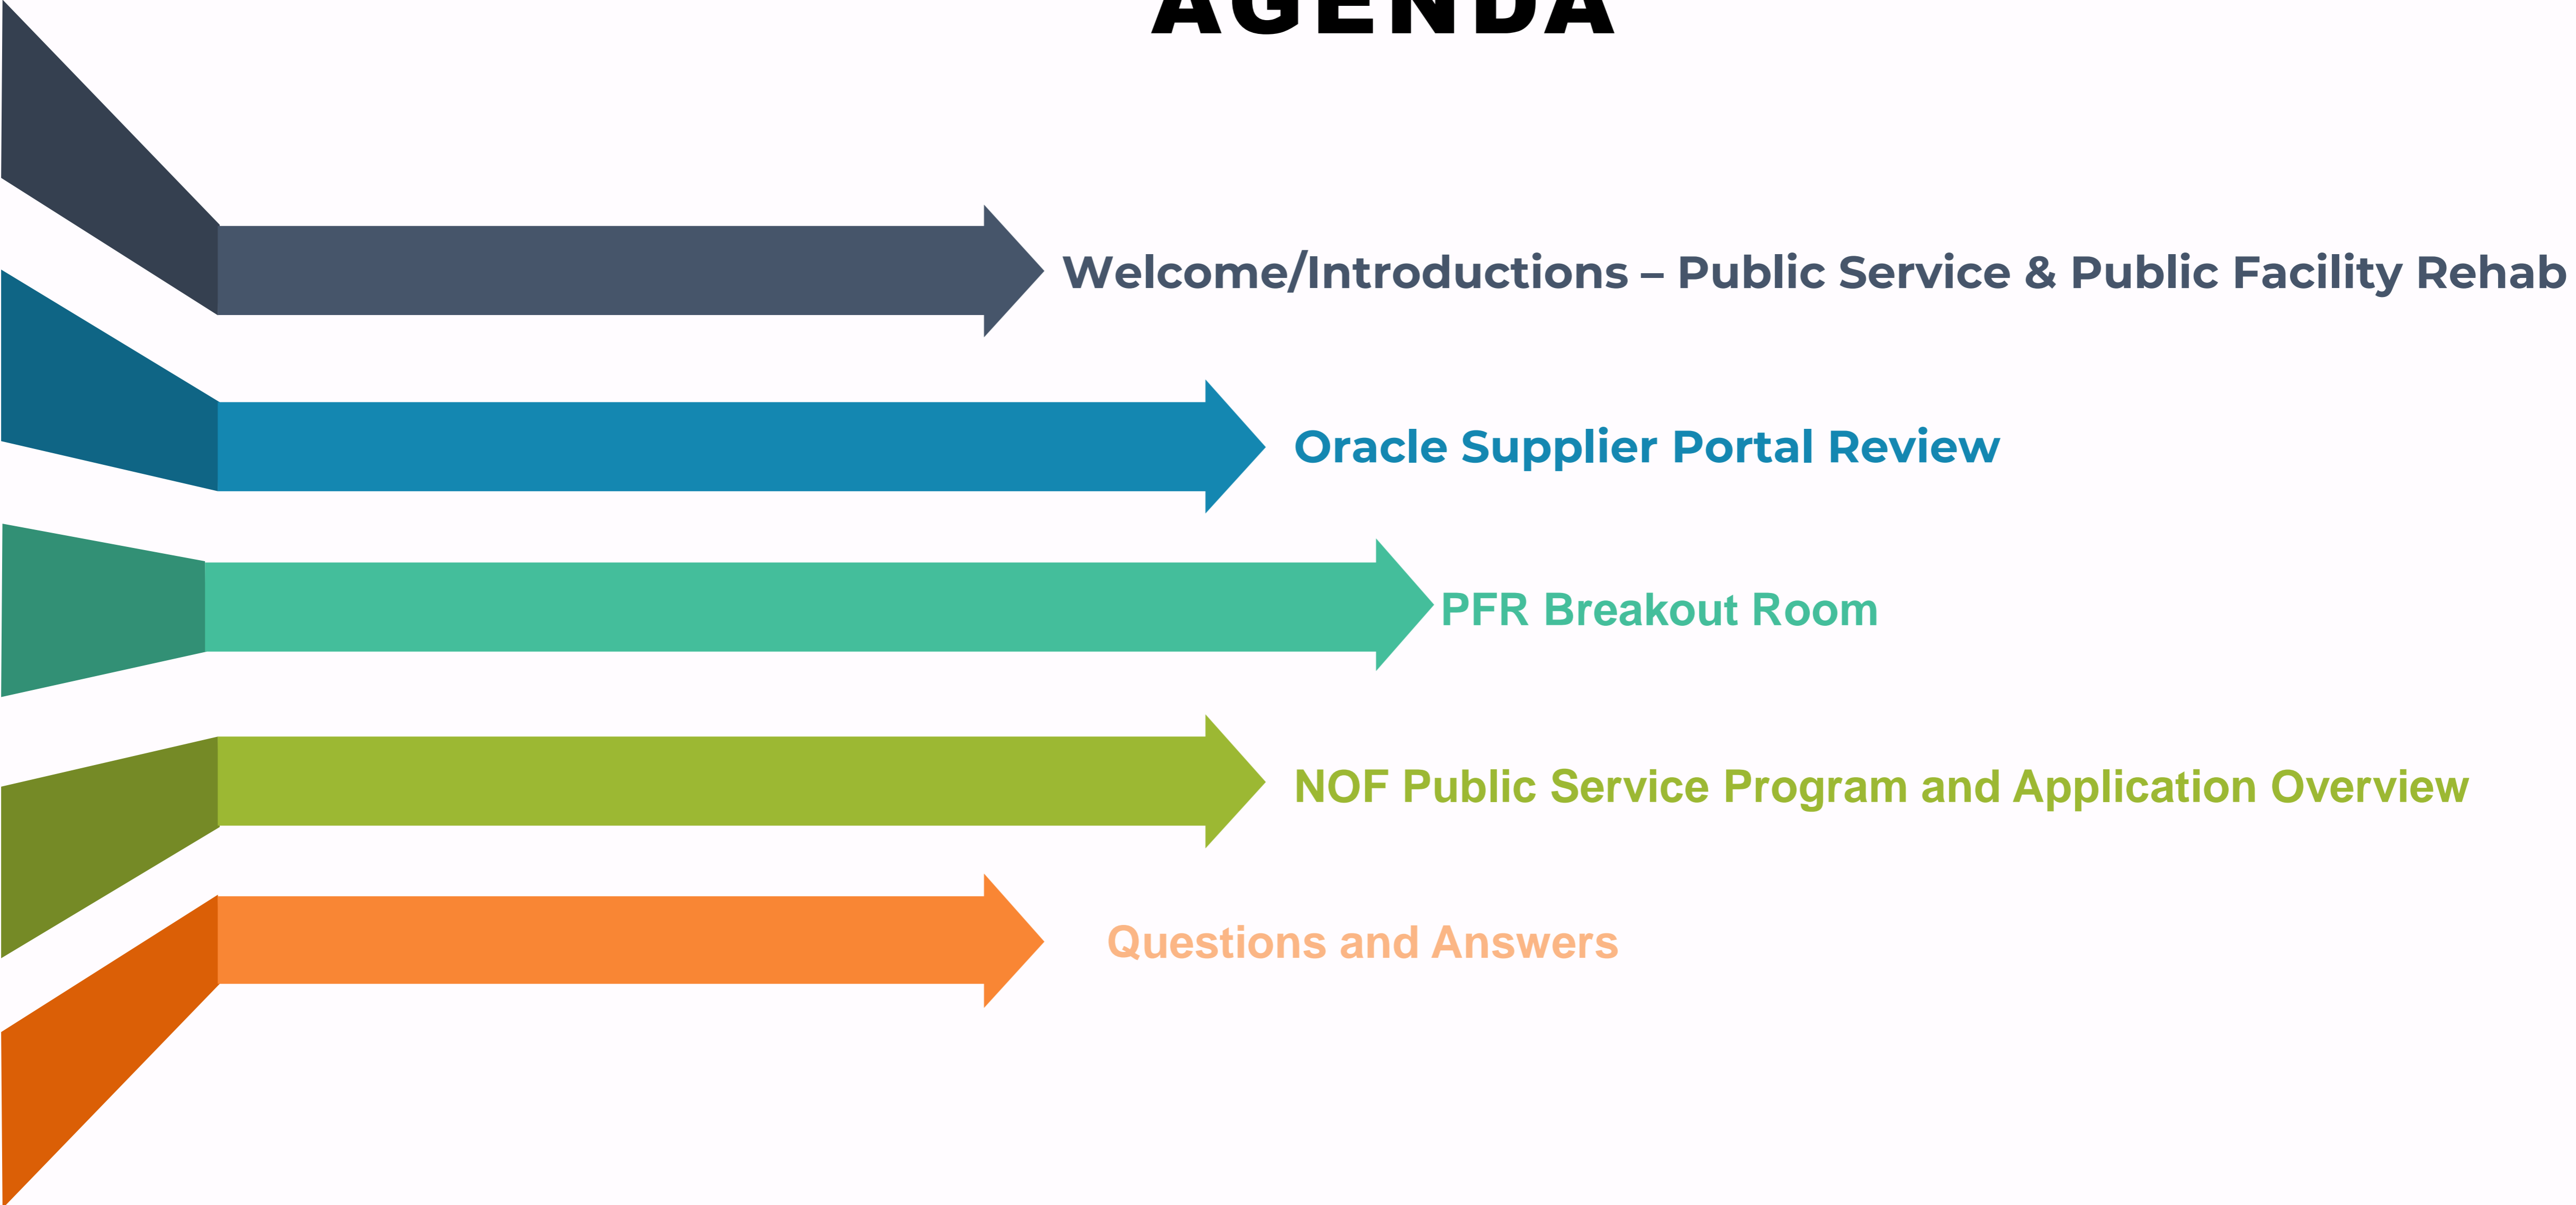 AGENDA
Welcome/Introductions – Public Service & Public Facility Rehab
Oracle Supplier Portal Review
PFR Breakout Room
NOF Public Service Program and Application Overview
Questions and Answers